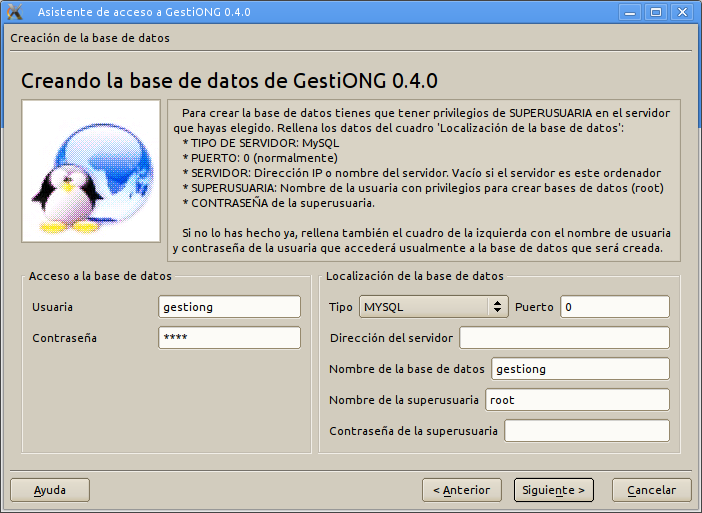 Asistente de acceso a GestiONG 0.4.0
Creación de la base de datos
Creando la base de datos de GestiONG 0.4.0
Para crear la base de datos tienes que tener privilegios de SUPERUSUARIA en el servidor
que hayas elegido. Rellena los datos del cuadro 'Localización de la base de datos':
* TIPO DE SERVIDOR: MySQL
* PUERTO: 0 (normalmente)
* SERVIDOR: Dirección IP o nombre del servidor. Vacío si el servidor es este ordenador
* SUPERUSUARIA: Nombre de la usuaria con privilegios para crear bases de datos (root)
* CONTRASEÑA de la superusuaria.
Si no lo has hecho ya, rellena también el cuadro de la izquierda con el nombre de usuaria
y contraseña de la usuaria que accederá usualmente a la base de datos que será creada.
Acceso a la base de datos
Usuaria gestiong
Contraseña ****
Localización de la base de datos
Tipo MYSQL Puerto 0
Dirección del servidor
Nombre de la base de datos gestiong
Nombre de la superusuaria root
Contraseña de la superusuaria
Ayuda < Anterior Siguiente > Cancelar